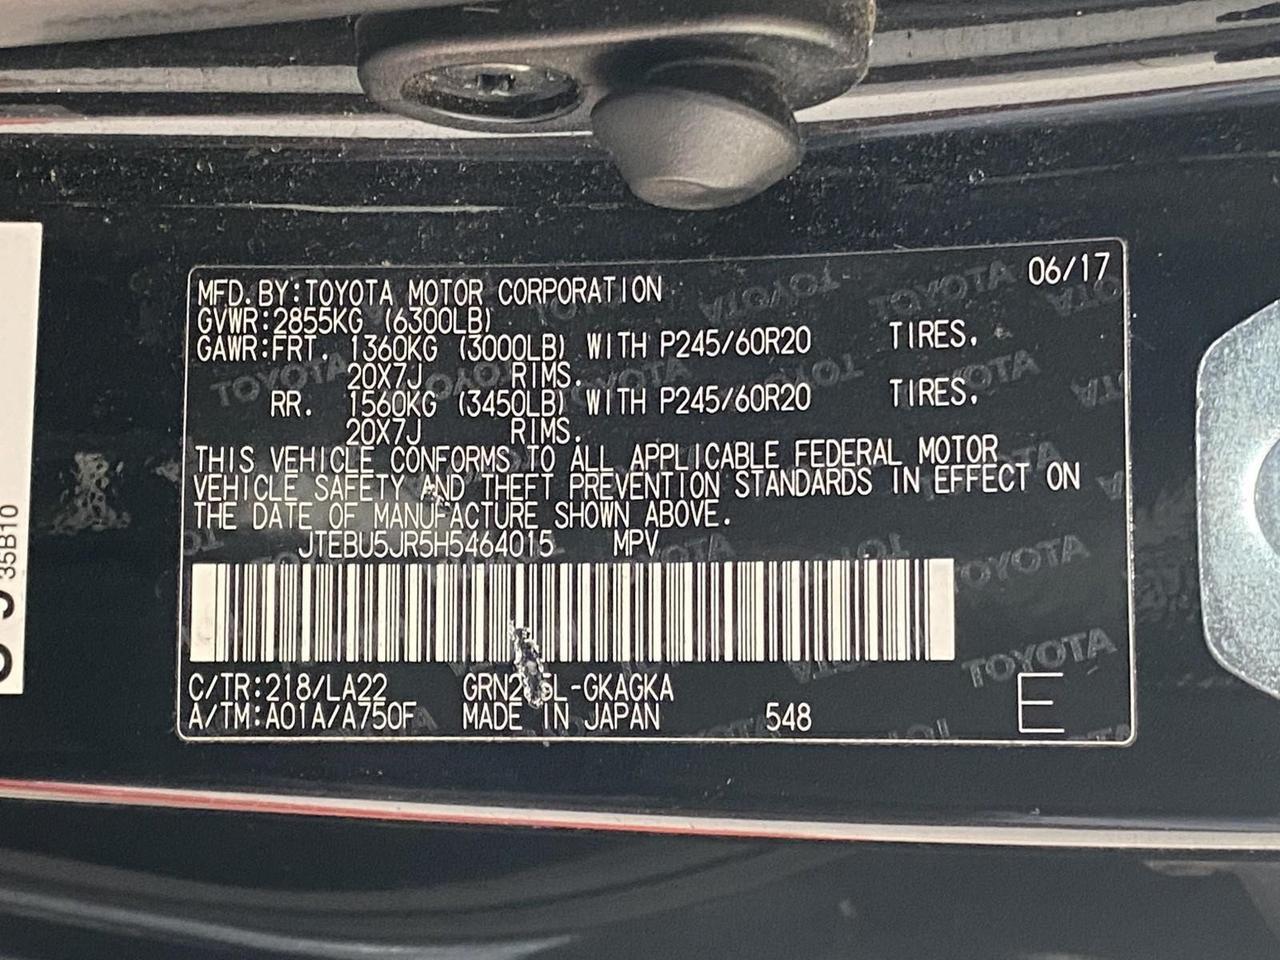 06/17
MFD.BY:TOYOTA MOTOR CORPORATION
GVWR:2855KG (6300LB)
GAWR:FRT. 1360KG (3000LB) WITH P245/60R20 TIRES.
20X7J RIMS.
RR. 1560KG (3450LB) WITH P245/60R20 TIRES.
20X7J RIMS.
THIS VEHICLE CONFORMS TO ALL APPLICABLE FEDERAL MOTOR
VEHICLE SAFETY AND THEFT PREVENTION STANDARDS IN EFFECT ON
THE DATE OF MANUFACTURE SHOWN ABOVE.
JTEBU5JR5H5464015 MPV
C/TR:218/LA22 -GKAGKA
A/TM:A01A/A750F MADE IN JAPAN 548 E
35B10
TOYOTA